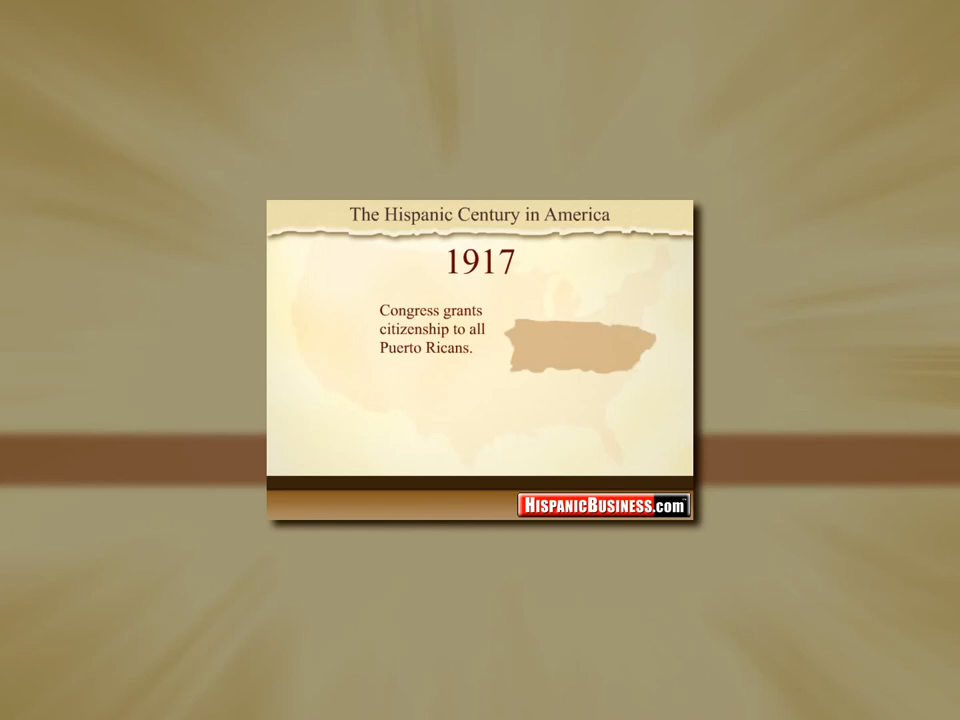 The Hispanic Century in America
1917
Congress grants
citizenship to all
Puerto Ricans.
HISPANICBUSINESS.com